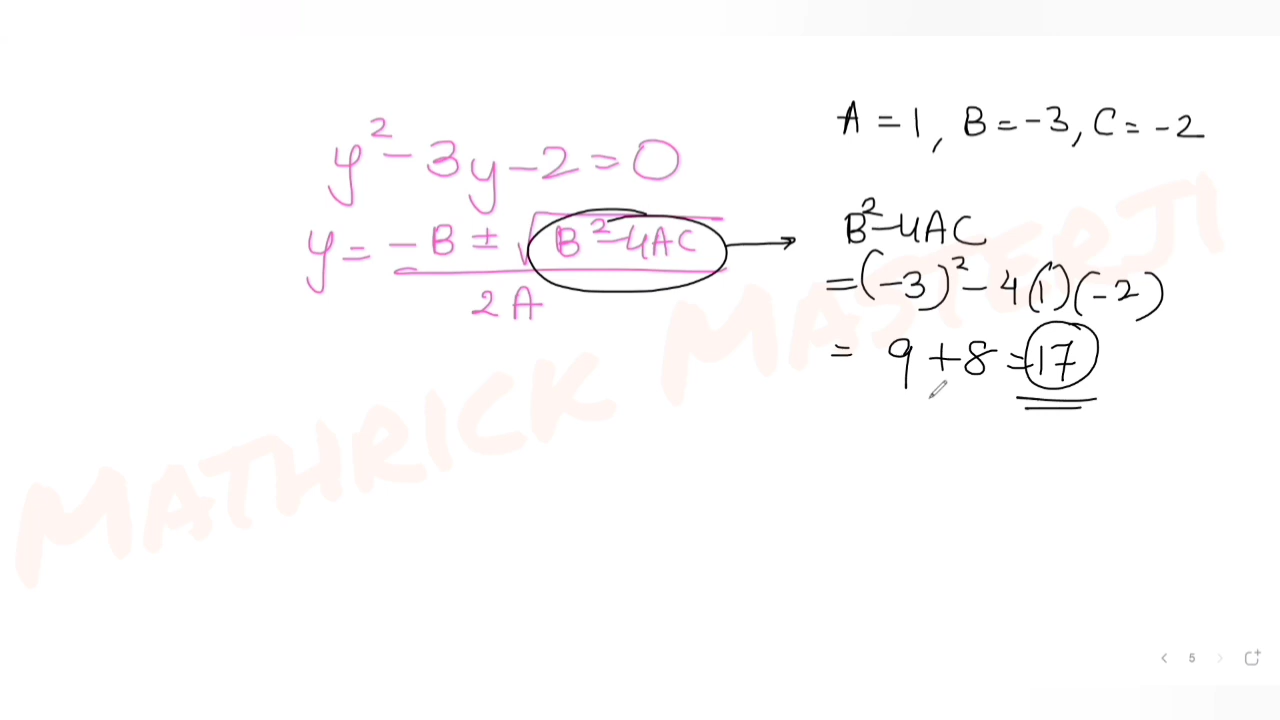 y² - 3y - 2 = 0
y = (-B ± √(B² - 4AC)) / 2A
A = 1, B = -3, C = -2
B² - 4AC
= (-3)² - 4(1)(-2)
= 9 + 8 = 17
MATHRICK MASTERJI
5